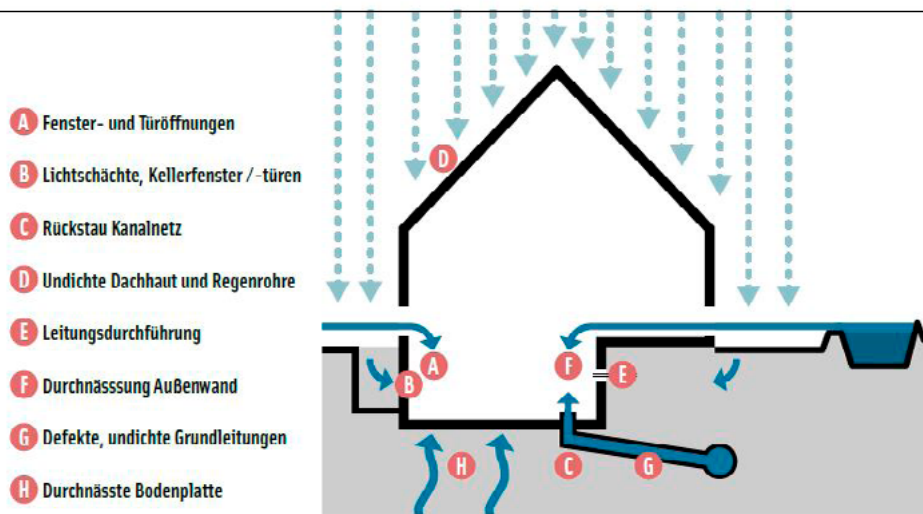 A Fenster- und Türöffnungen
B Lichtschächte, Kellerfenster /-türen
C Rückstau Kanalnetz
D Undichte Dachhaut und Regenrohre
E Leitungsdurchführung
F Durchnässsung Außenwand
G Defekte, undichte Grundleitungen
H Durchnässte Bodenplatte
D
A
F
E
B
H
C
G